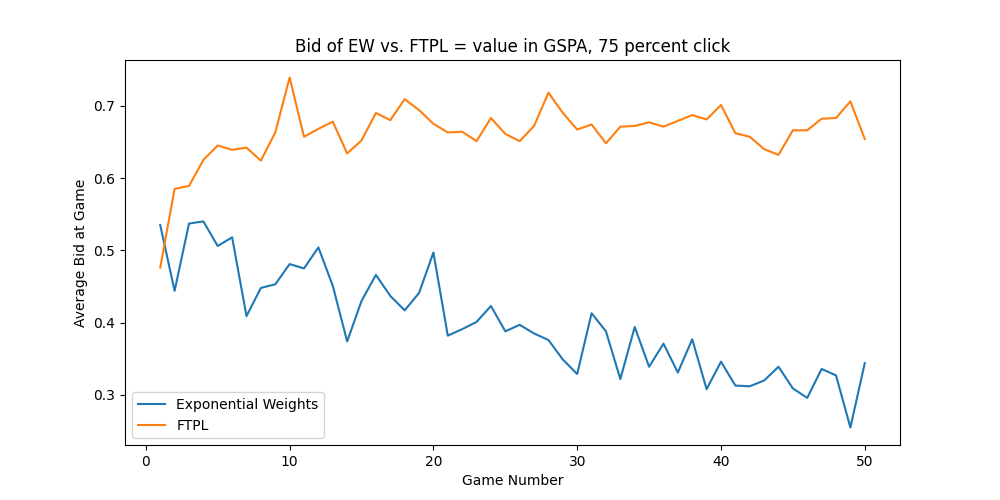 Bid of EW vs. FTPL = value in GSPA, 75 percent click
Average Bid at Game
0.7
0.6
0.5
0.4
0.3
Exponential Weights
FTPL
0 10 20 30 40 50
Game Number